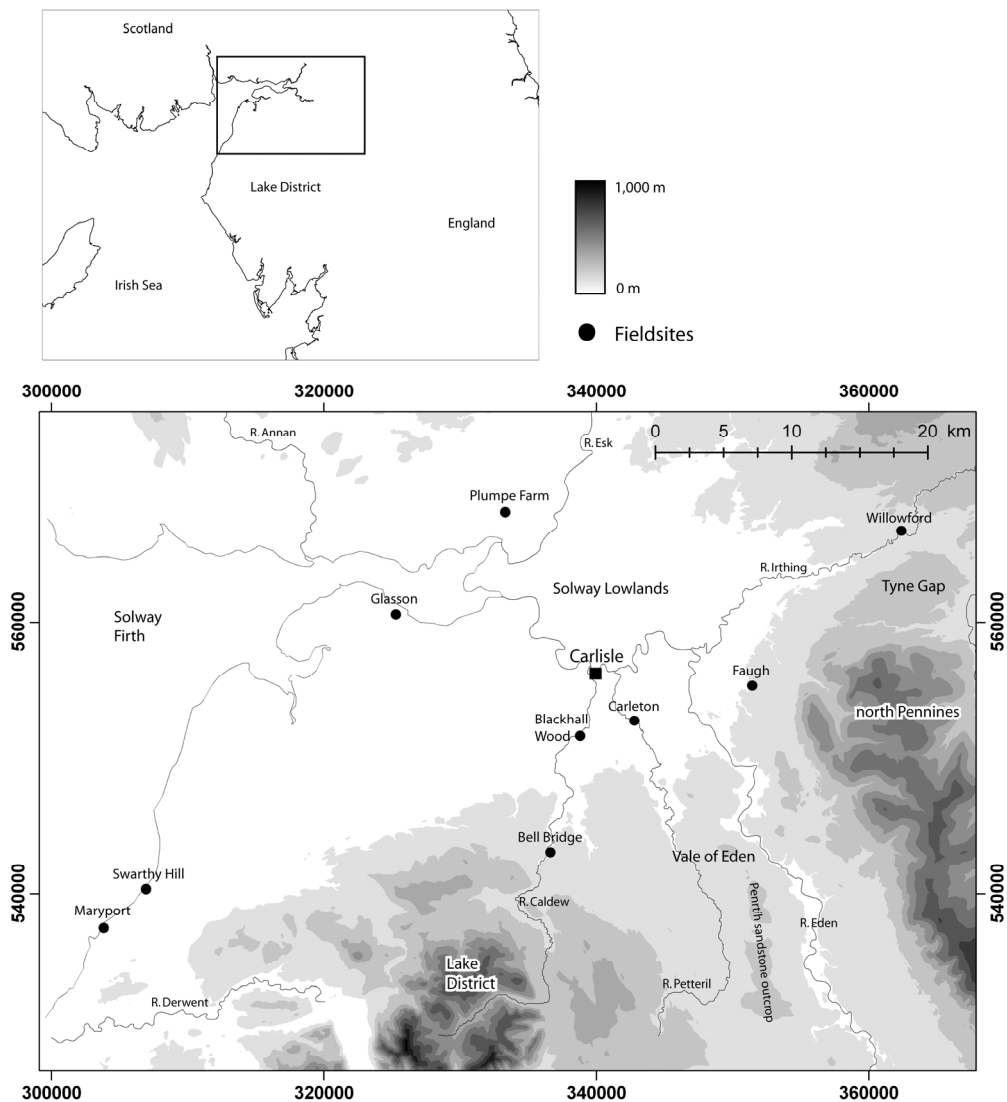 Scotland
Lake District
England
Irish Sea
1,000 m
0 m
Fieldsites
300000 320000 340000 360000
0 5 10 20 km
R. Annan
R. Esk
Plumpe Farm
Willowford
R. Irthing
Solway Lowlands
Tyne Gap
Glasson
Solway
Firth
560000
560000
Carlisle
Faugh
Carleton
north Pennines
Blackhall
Wood
Bell Bridge
Vale of Eden
Swarthy Hill
540000
540000
R. Caldew
Maryport
Penrith sandstone outcrop
R. Eden
Lake
District
R. Petteril
R. Derwent
300000 320000 340000 360000